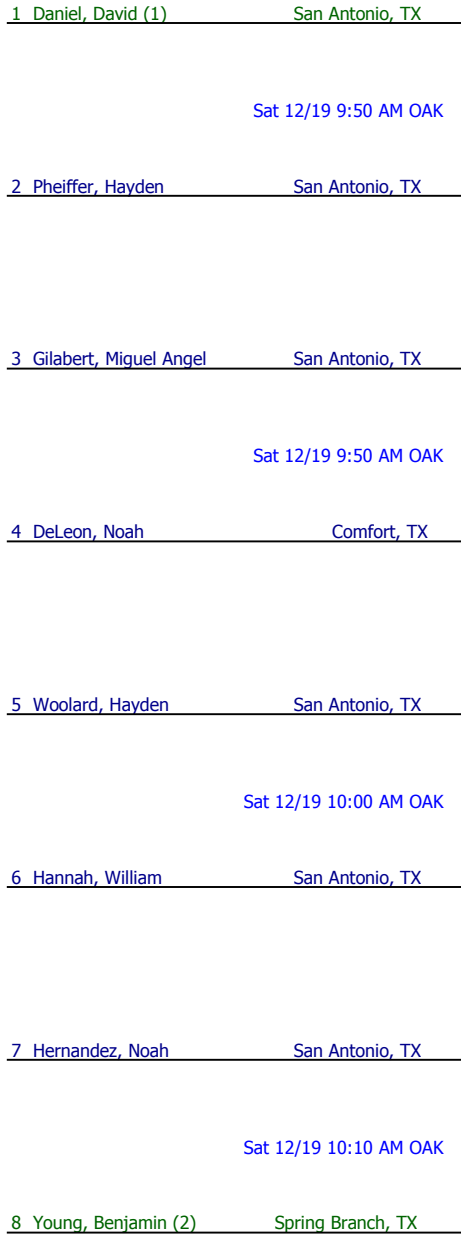 1 Daniel, David (1) San Antonio, TX
Sat 12/19 9:50 AM OAK
2 Pheiffer, Hayden San Antonio, TX
3 Gilabert, Miguel Angel San Antonio, TX
Sat 12/19 9:50 AM OAK
4 DeLeon, Noah Comfort, TX
5 Woolard, Hayden San Antonio, TX
Sat 12/19 10:00 AM OAK
6 Hannah, William San Antonio, TX
7 Hernandez, Noah San Antonio, TX
Sat 12/19 10:10 AM OAK
8 Young, Benjamin (2) Spring Branch, TX